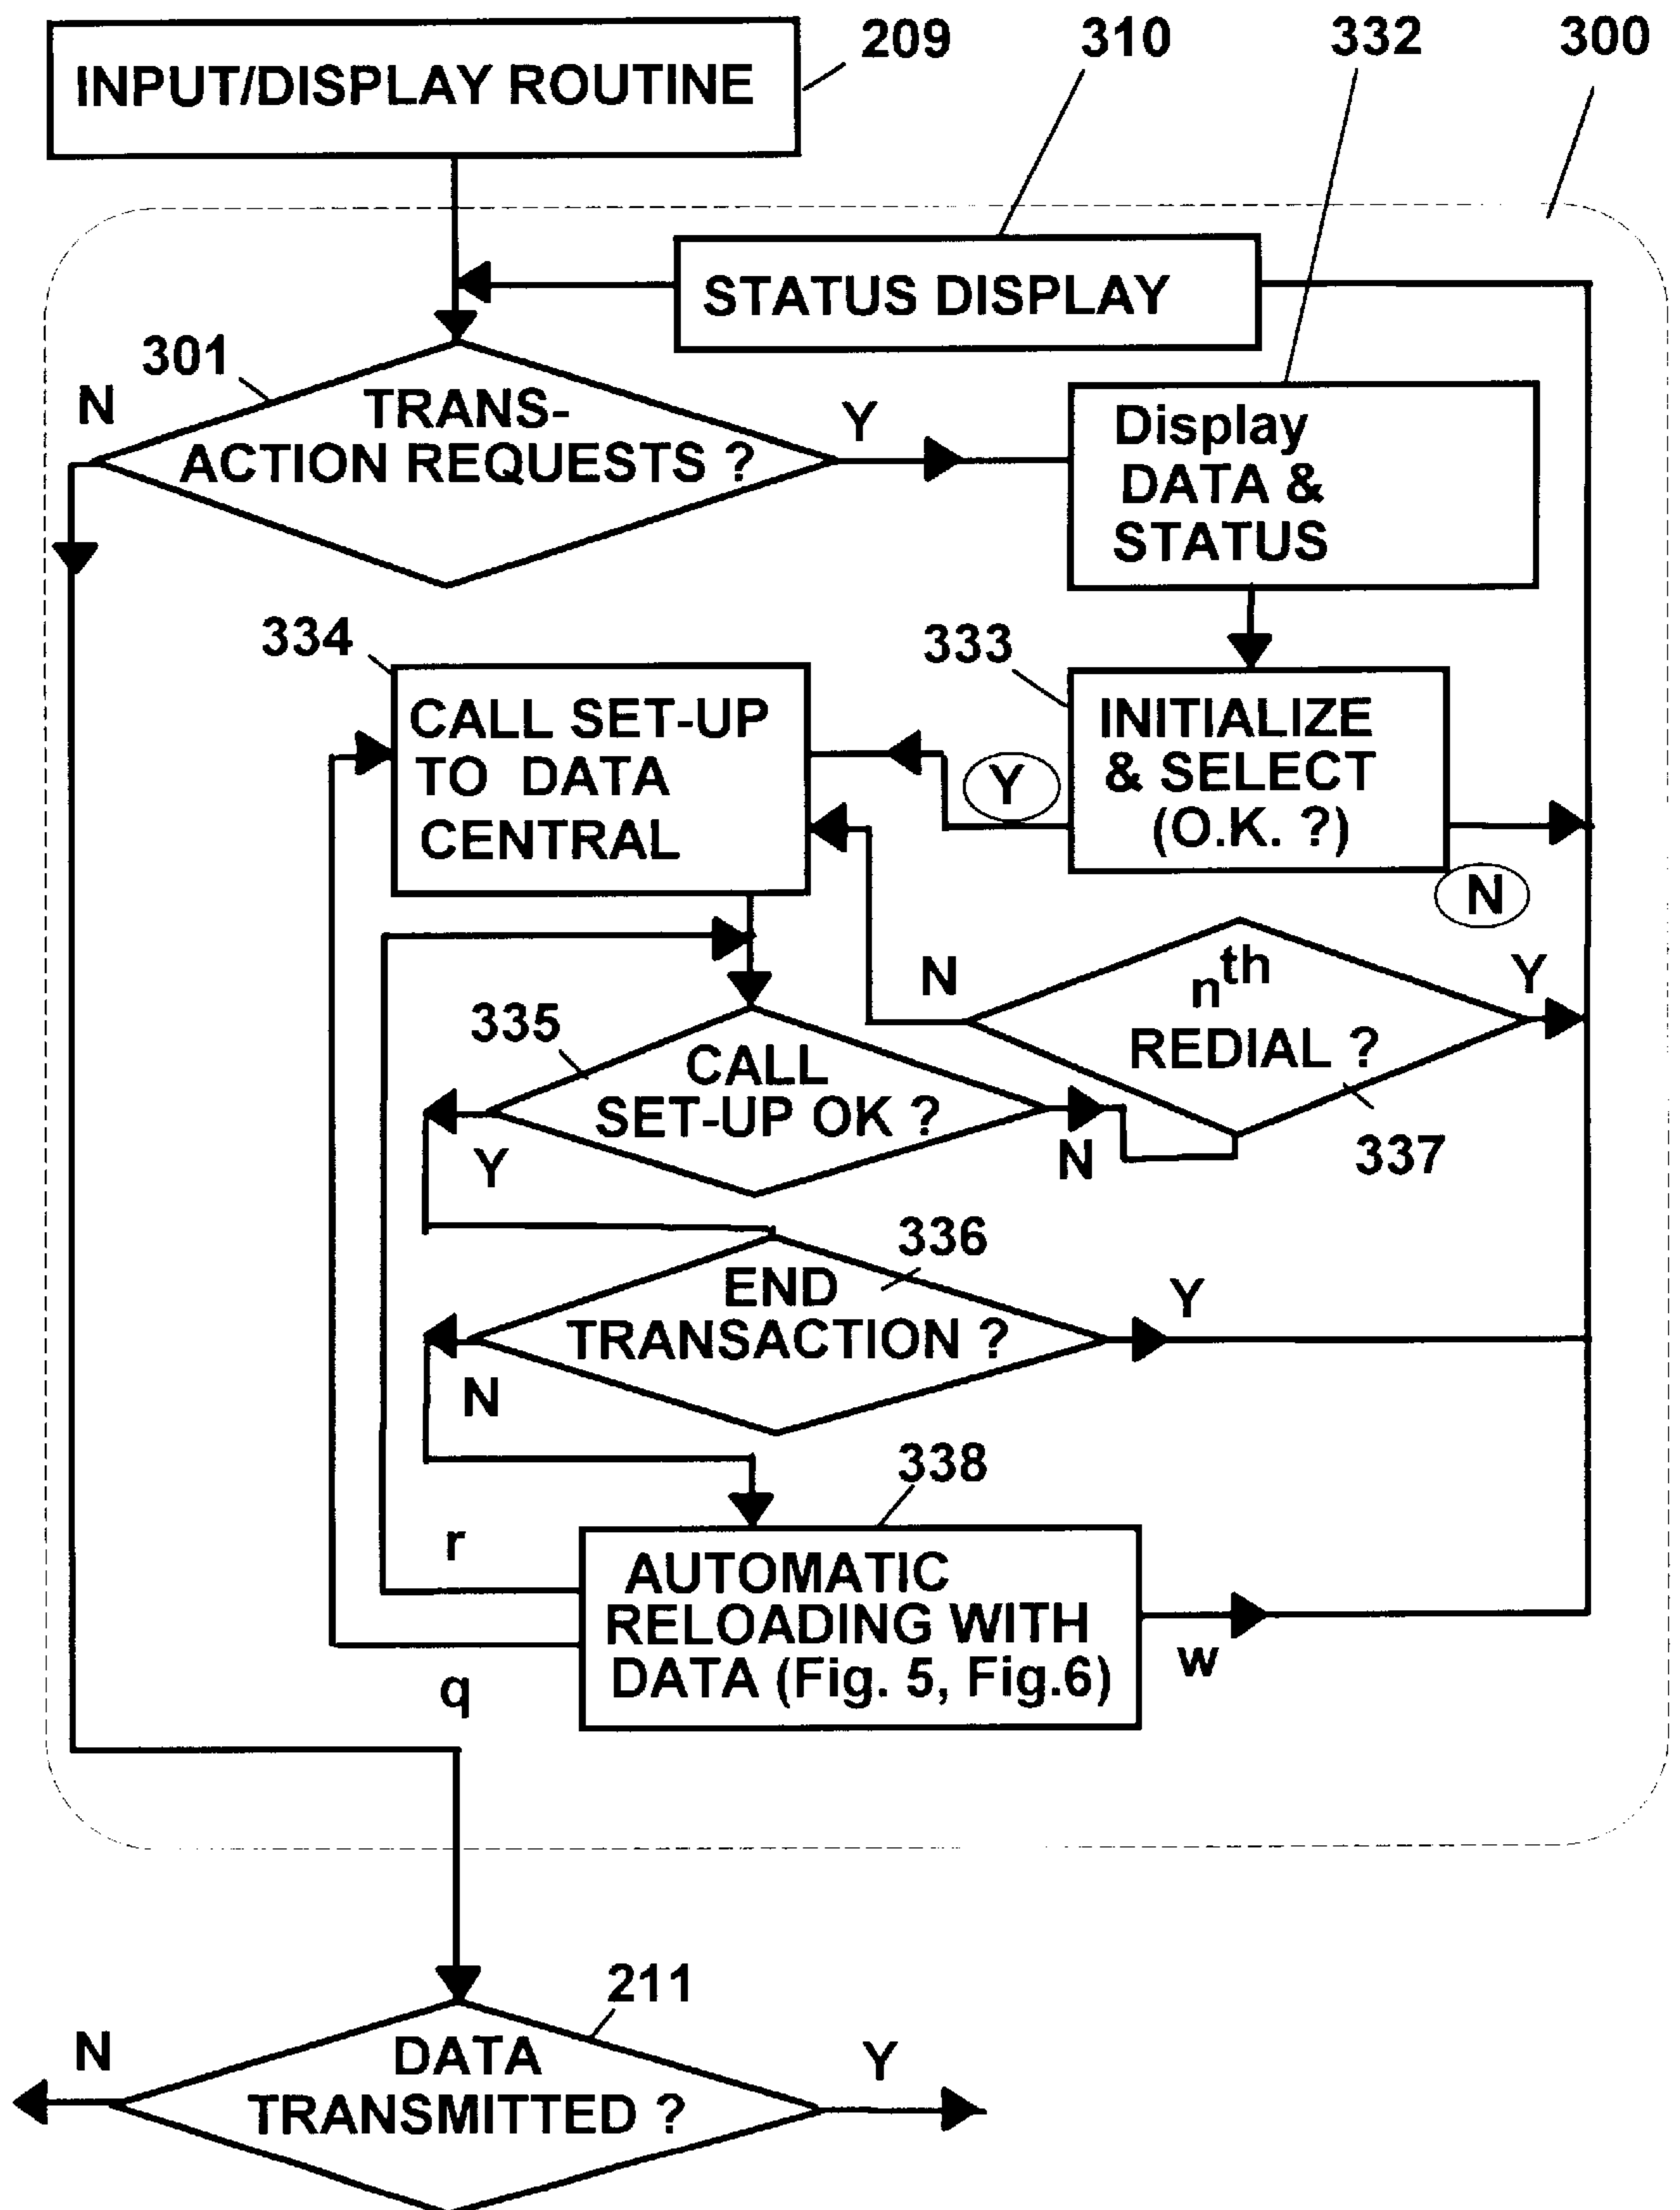 209
310
332
300
INPUT/DISPLAY ROUTINE
STATUS DISPLAY
301
N
TRANS-
ACTION REQUESTS ?
Y
Display
DATA &
STATUS
334
333
CALL SET-UP
TO DATA
CENTRAL
Y
INITIALIZE
& SELECT
(O.K. ?)
N
N
nth
REDIAL ?
Y
337
335
CALL
SET-UP OK ?
Y
N
336
END
TRANSACTION ?
Y
N
338
r
q
AUTOMATIC
RELOADING WITH
DATA (Fig. 5, Fig.6)
w
211
N
DATA
TRANSMITTED ?
Y